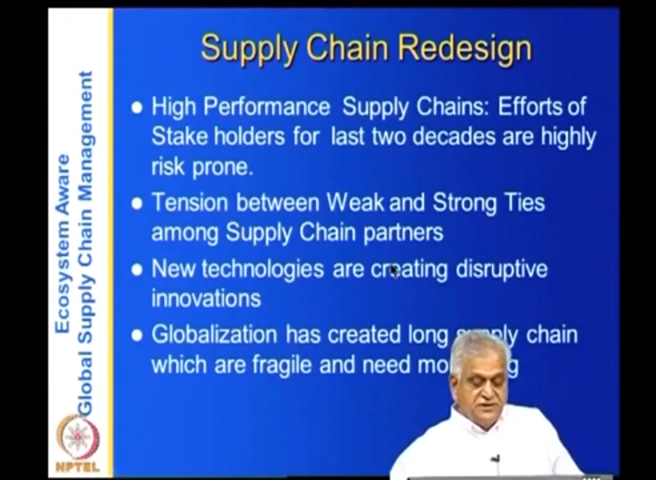 Supply Chain Redesign
High Performance Supply Chains: Efforts of
Stake holders for last two decades are highly
risk prone.
Tension between Weak and Strong Ties
among Supply Chain partners
New technologies are creating disruptive
innovations
Globalization has created long supply chain
which are fragile and need
Ecosystem Aware
Global Supply Chain Management
NPTEL